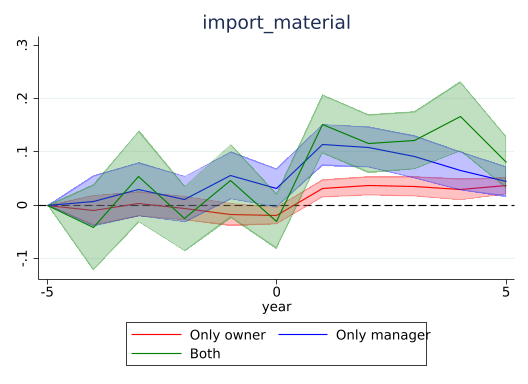 import_material
.3
.2
.1
0
-.1
-5
0
5
year
Only owner
Only manager
Both